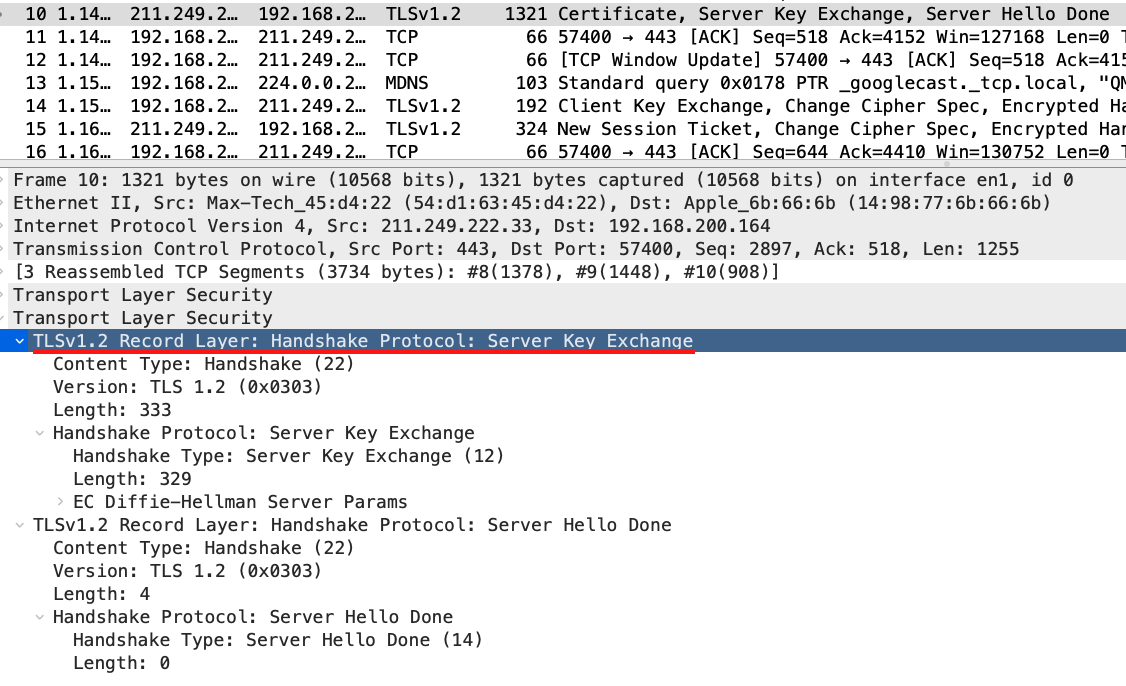 10 1.14… 211.249.2… 192.168.2… TLSv1.2 1321 Certificate, Server Key Exchange, Server Hello Done
11 1.14… 192.168.2… 211.249.2… TCP 66 57400 → 443 [ACK] Seq=518 Ack=4152 Win=127168 Len=0 T
12 1.14… 192.168.2… 211.249.2… TCP 66 [TCP Window Update] 57400 → 443 [ACK] Seq=518 Ack=415
13 1.15… 192.168.2… 224.0.0.2… MDNS 103 Standard query 0x0178 PTR _googlecast._tcp.local, "QM
14 1.15… 192.168.2… 211.249.2… TLSv1.2 192 Client Key Exchange, Change Cipher Spec, Encrypted Ha
15 1.16… 211.249.2… 192.168.2… TLSv1.2 324 New Session Ticket, Change Cipher Spec, Encrypted Han
16 1.16… 192.168.2… 211.249.2… TCP 66 57400 → 443 [ACK] Seq=644 Ack=4410 Win=130752 Len=0 T
Frame 10: 1321 bytes on wire (10568 bits), 1321 bytes captured (10568 bits) on interface en1, id 0
Ethernet II, Src: Max-Tech_45:d4:22 (54:d1:63:45:d4:22), Dst: Apple_6b:66:6b (14:98:77:6b:66:6b)
Internet Protocol Version 4, Src: 211.249.222.33, Dst: 192.168.200.164
Transmission Control Protocol, Src Port: 443, Dst Port: 57400, Seq: 2897, Ack: 518, Len: 1255
[3 Reassembled TCP Segments (3734 bytes): #8(1378), #9(1448), #10(908)]
Transport Layer Security
Transport Layer Security
TLSv1.2 Record Layer: Handshake Protocol: Server Key Exchange
Content Type: Handshake (22)
Version: TLS 1.2 (0x0303)
Length: 333
Handshake Protocol: Server Key Exchange
Handshake Type: Server Key Exchange (12)
Length: 329
EC Diffie-Hellman Server Params
TLSv1.2 Record Layer: Handshake Protocol: Server Hello Done
Content Type: Handshake (22)
Version: TLS 1.2 (0x0303)
Length: 4
Handshake Protocol: Server Hello Done
Handshake Type: Server Hello Done (14)
Length: 0